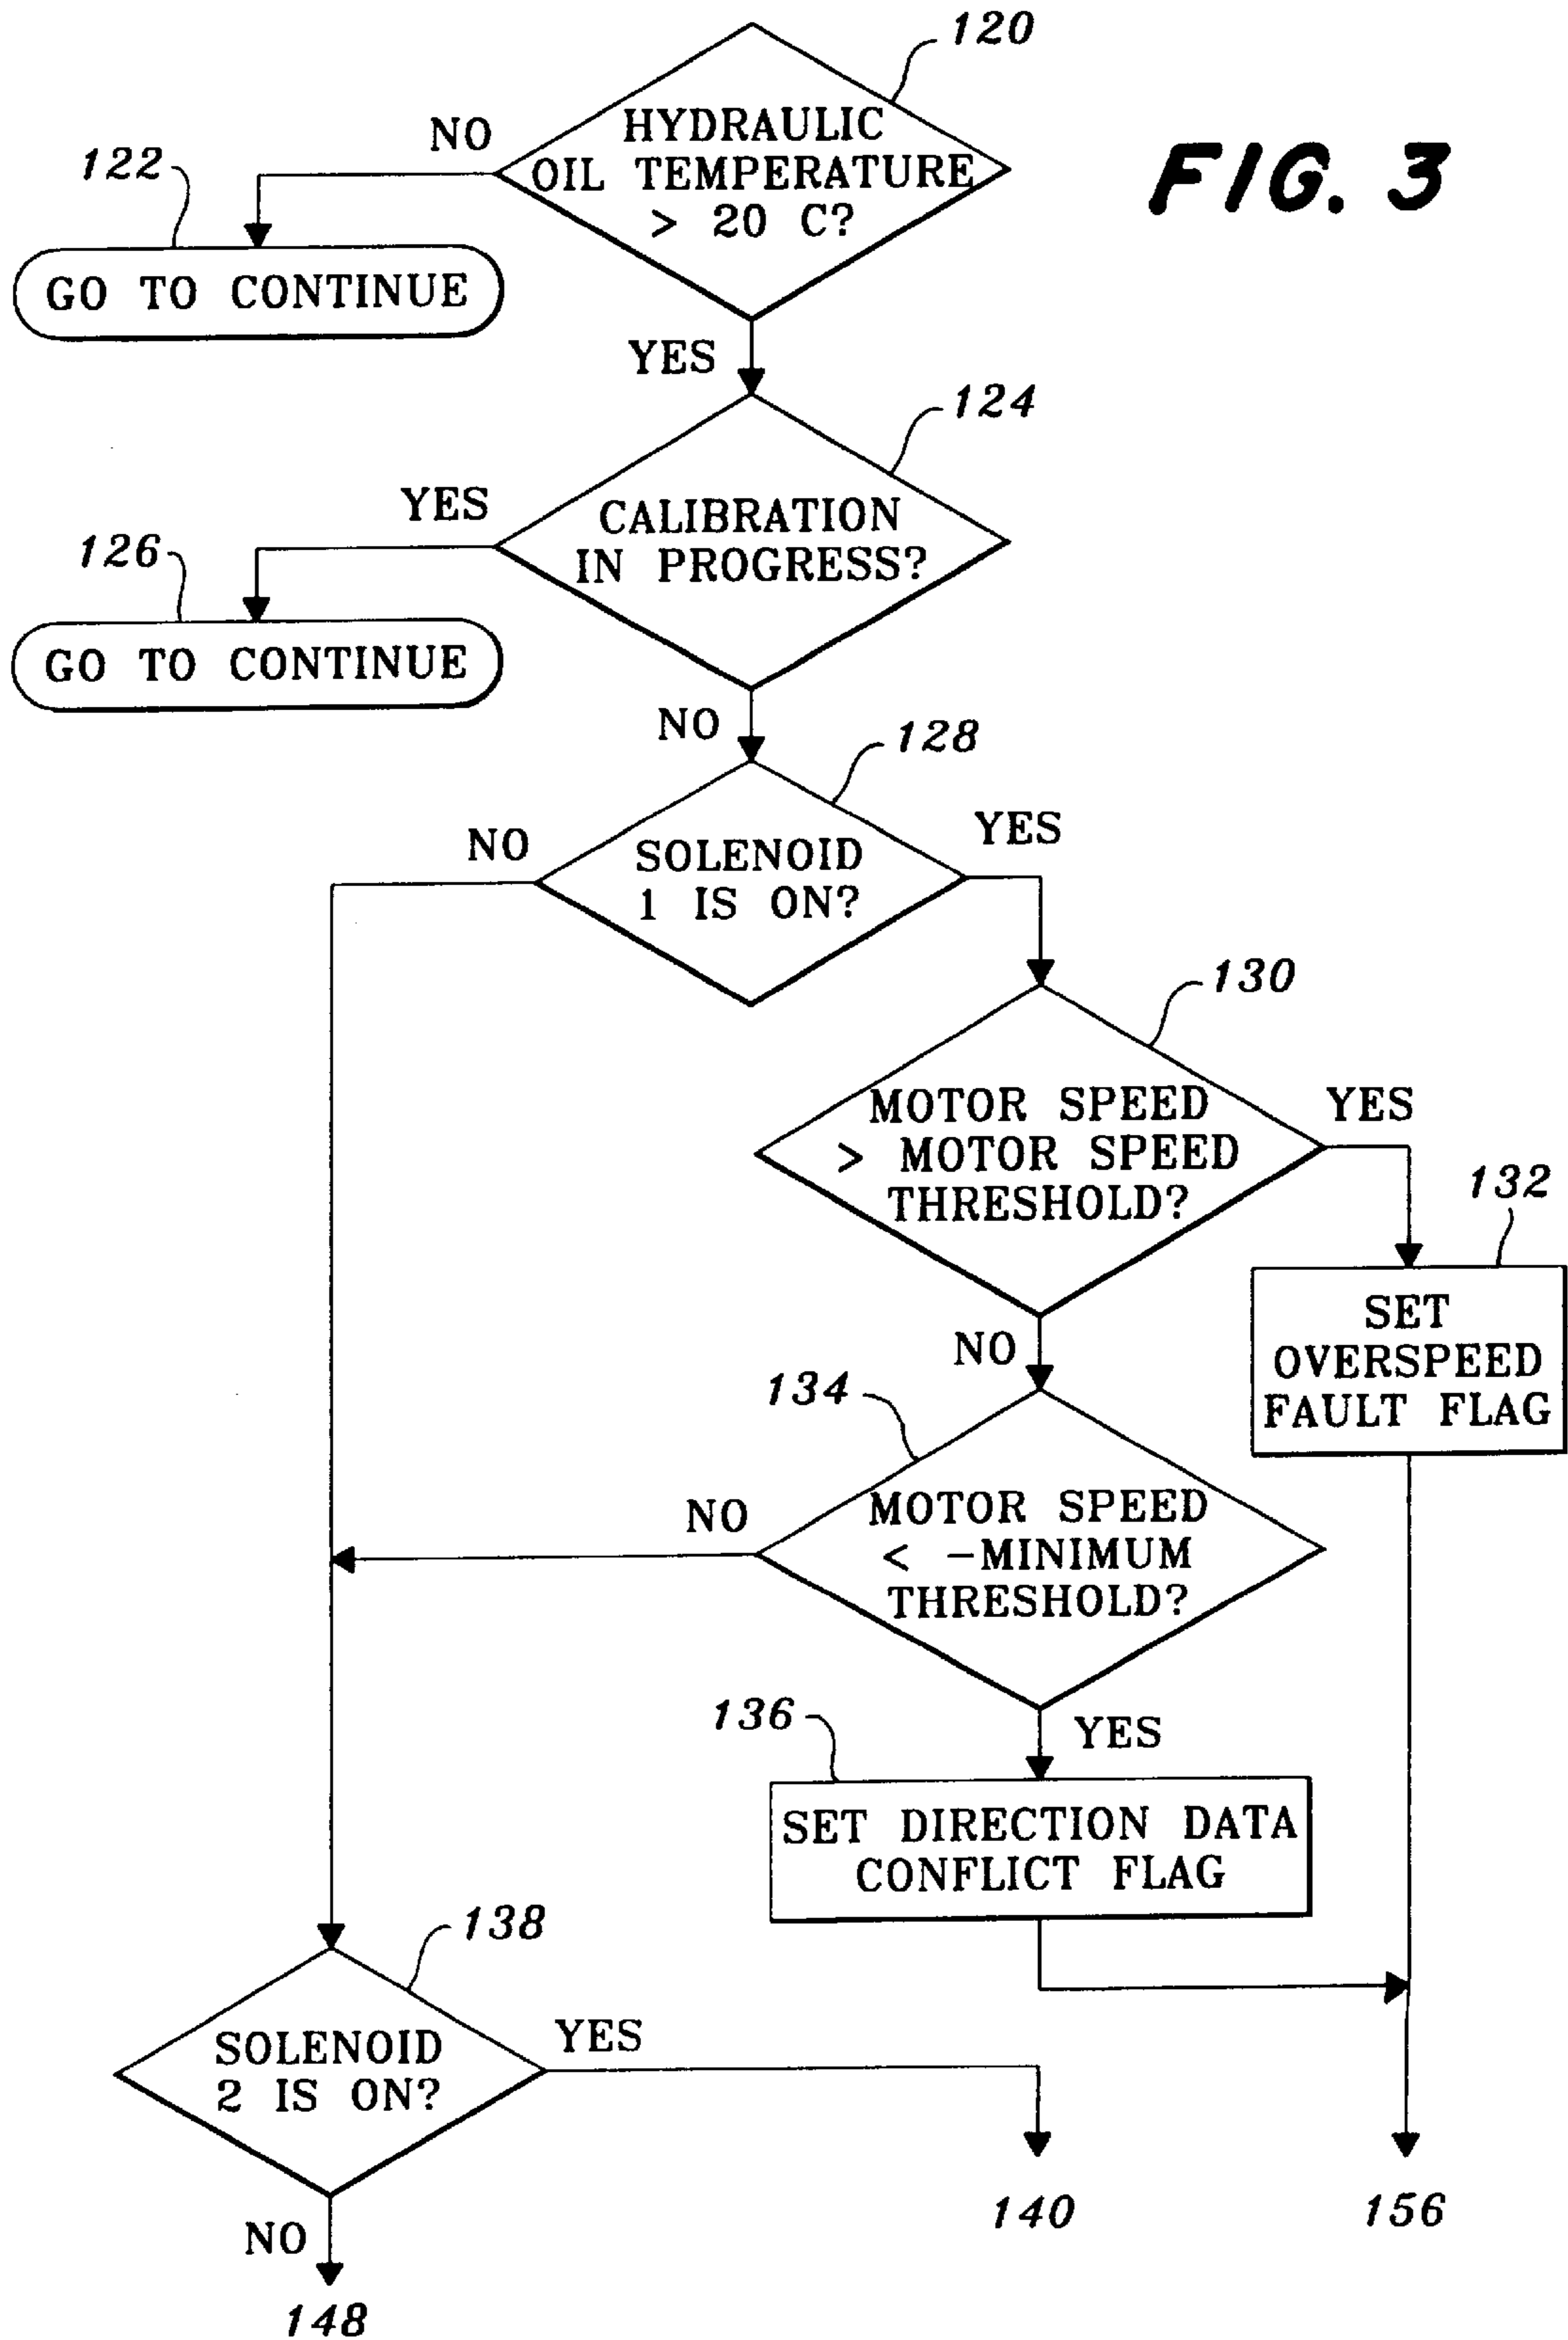 120
HYDRAULIC
OIL TEMPERATURE
> 20 C?
NO
FIG. 3
122
GO TO CONTINUE
YES
124
CALIBRATION
IN PROGRESS?
YES
126
GO TO CONTINUE
NO
128
SOLENOID
1 IS ON?
NO
YES
130
MOTOR SPEED
> MOTOR SPEED
THRESHOLD?
YES
132
SET
OVERSPEED
FAULT FLAG
NO
134
MOTOR SPEED
< -MINIMUM
THRESHOLD?
NO
YES
136
SET DIRECTION DATA
CONFLICT FLAG
138
SOLENOID
2 IS ON?
YES
140
156
NO
148